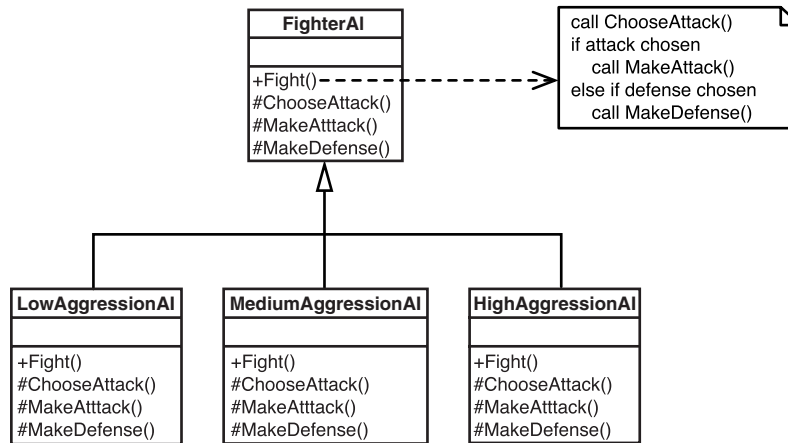 FighterAI
+Fight()
#ChooseAttack()
#MakeAtttack()
#MakeDefense()
call ChooseAttack()
if attack chosen
call MakeAttack()
else if defense chosen
call MakeDefense()
LowAggressionAI
+Fight()
#ChooseAttack()
#MakeAtttack()
#MakeDefense()
MediumAggressionAI
+Fight()
#ChooseAttack()
#MakeAtttack()
#MakeDefense()
HighAggressionAI
+Fight()
#ChooseAttack()
#MakeAtttack()
#MakeDefense()